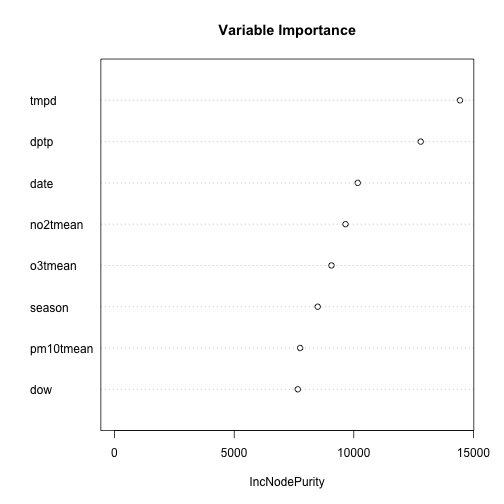 Variable Importance
tmpd
dptp
date
no2tmean
o3tmean
season
pm10tmean
dow
0 5000 10000 15000
IncNodePurity